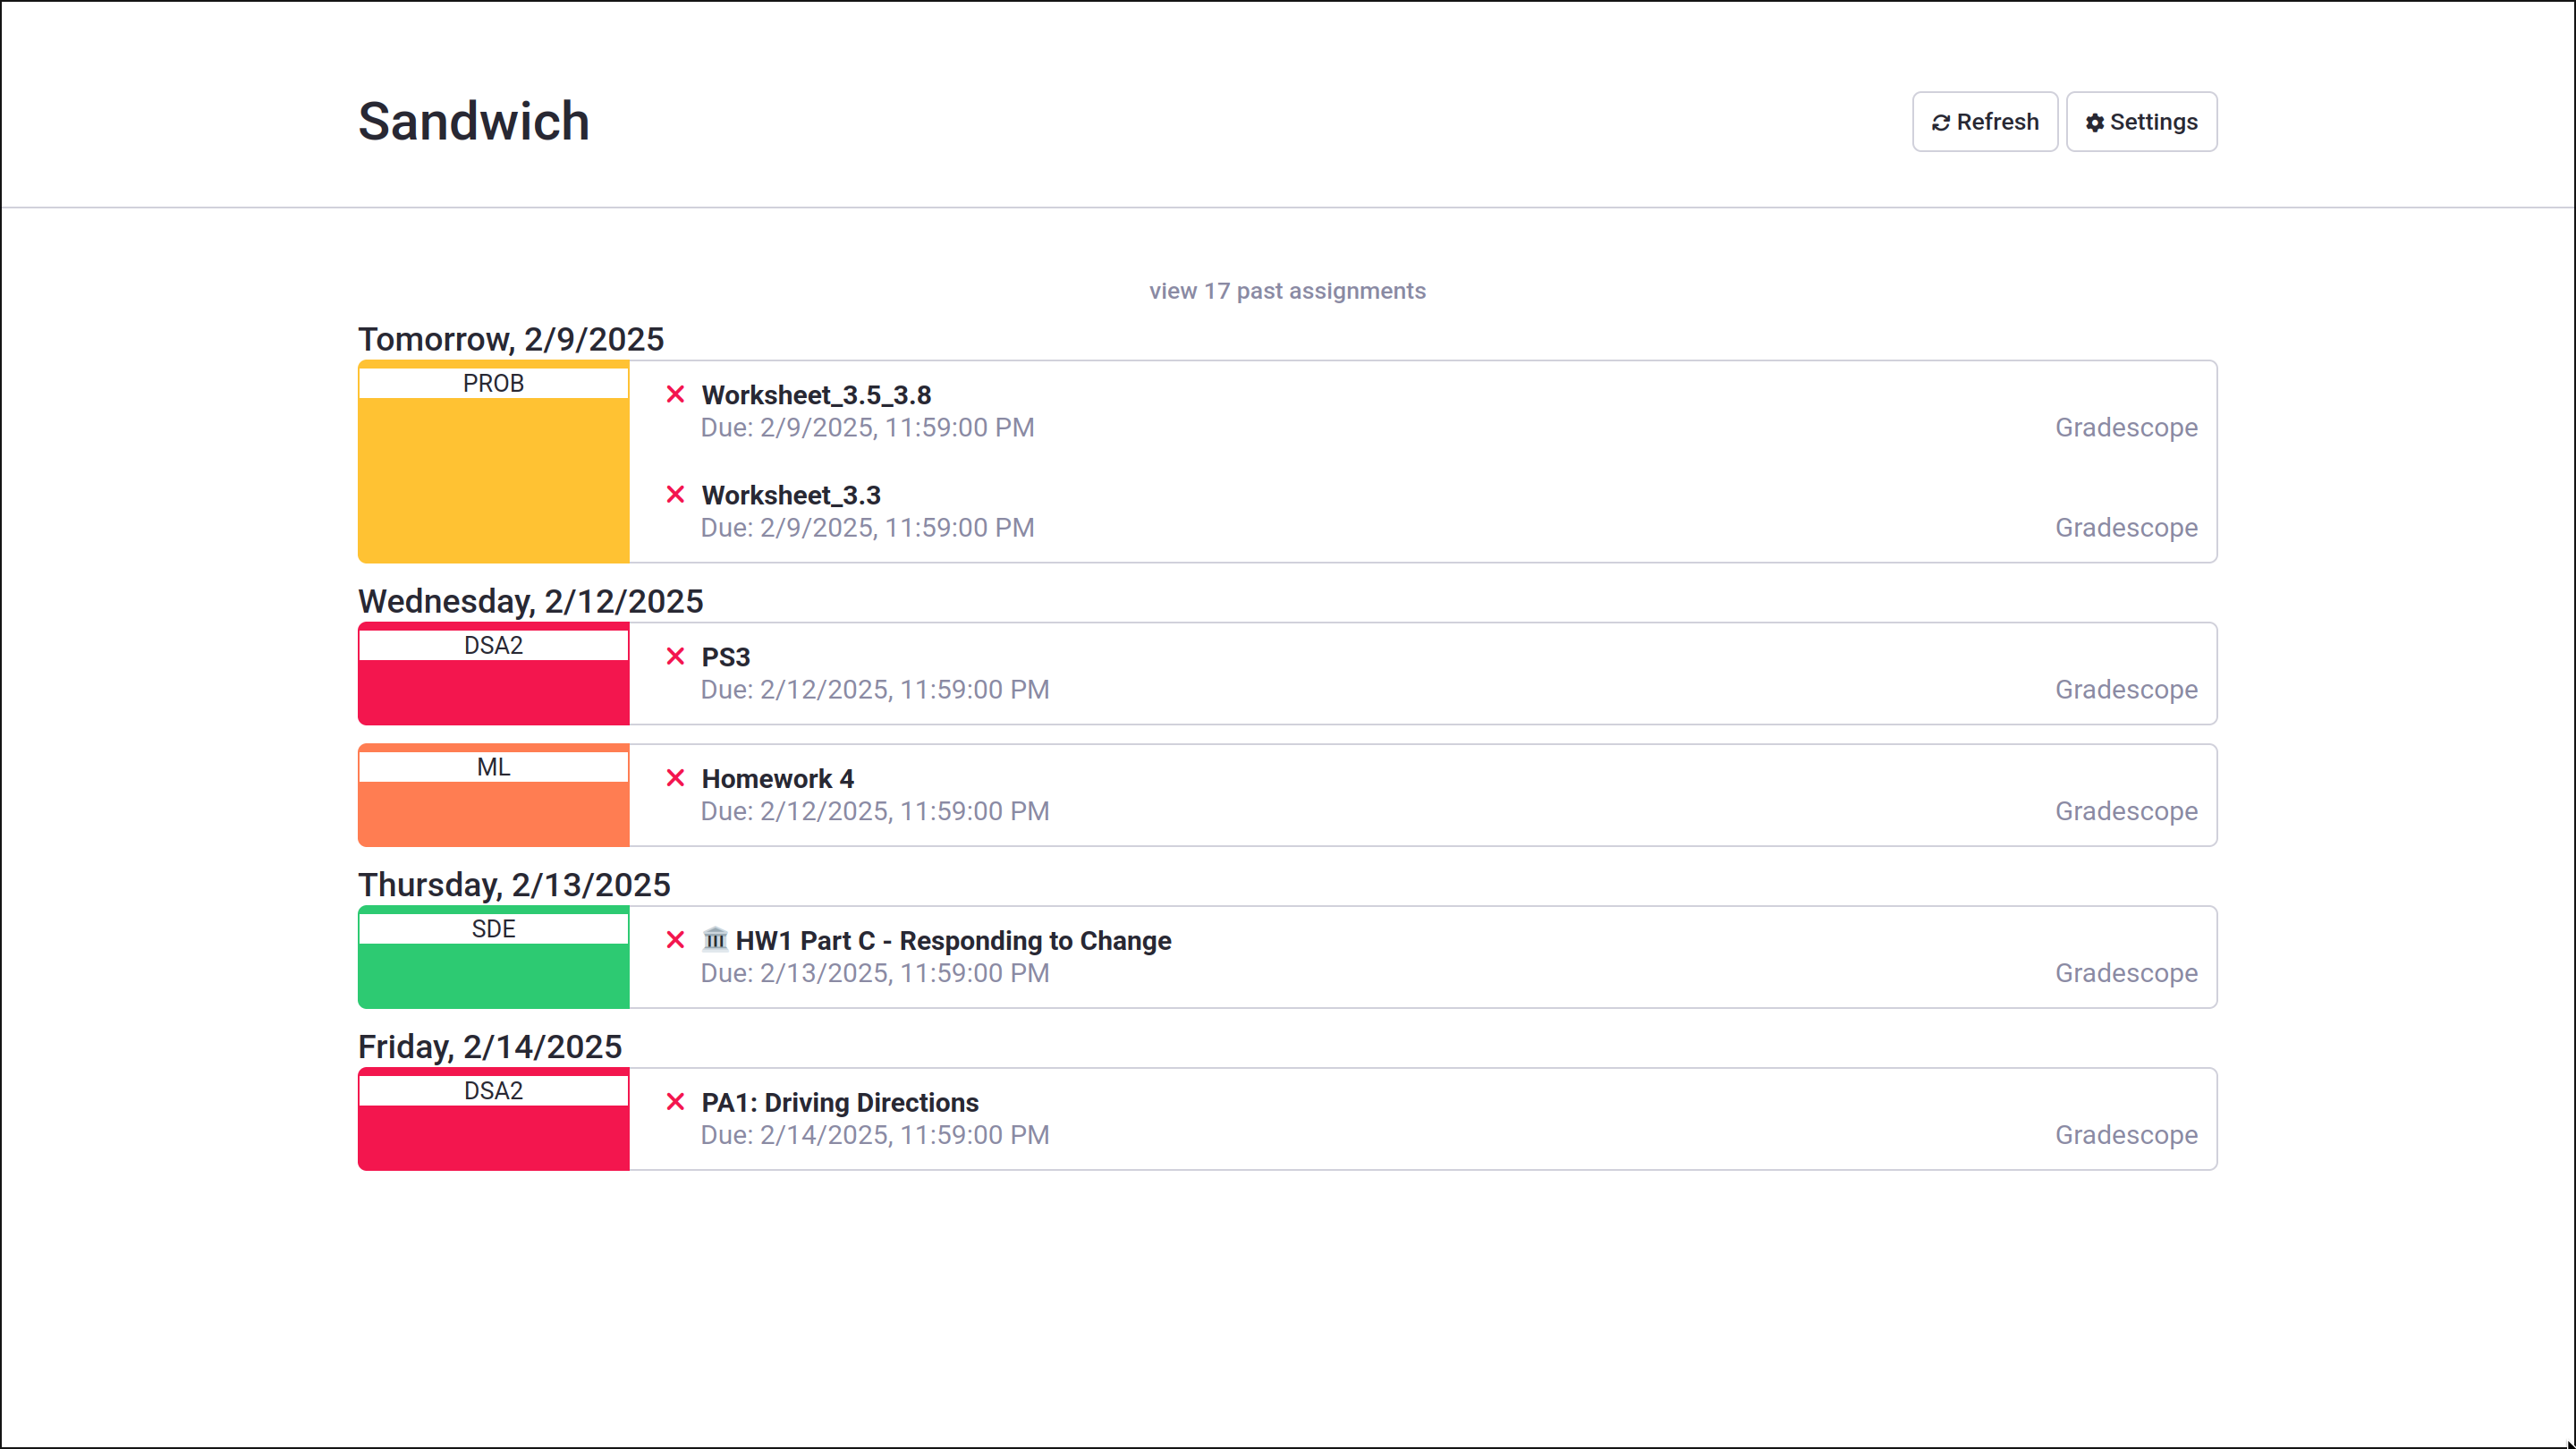 Sandwich
Refresh
Settings
view 17 past assignments
Tomorrow, 2/9/2025
PROB
Worksheet_3.5_3.8
Due: 2/9/2025, 11:59:00 PM
Gradescope
Worksheet_3.3
Due: 2/9/2025, 11:59:00 PM
Gradescope
Wednesday, 2/12/2025
DSA2
PS3
Due: 2/12/2025, 11:59:00 PM
Gradescope
ML
Homework 4
Due: 2/12/2025, 11:59:00 PM
Gradescope
Thursday, 2/13/2025
SDE
🏛️ HW1 Part C - Responding to Change
Due: 2/13/2025, 11:59:00 PM
Gradescope
Friday, 2/14/2025
DSA2
PA1: Driving Directions
Due: 2/14/2025, 11:59:00 PM
Gradescope